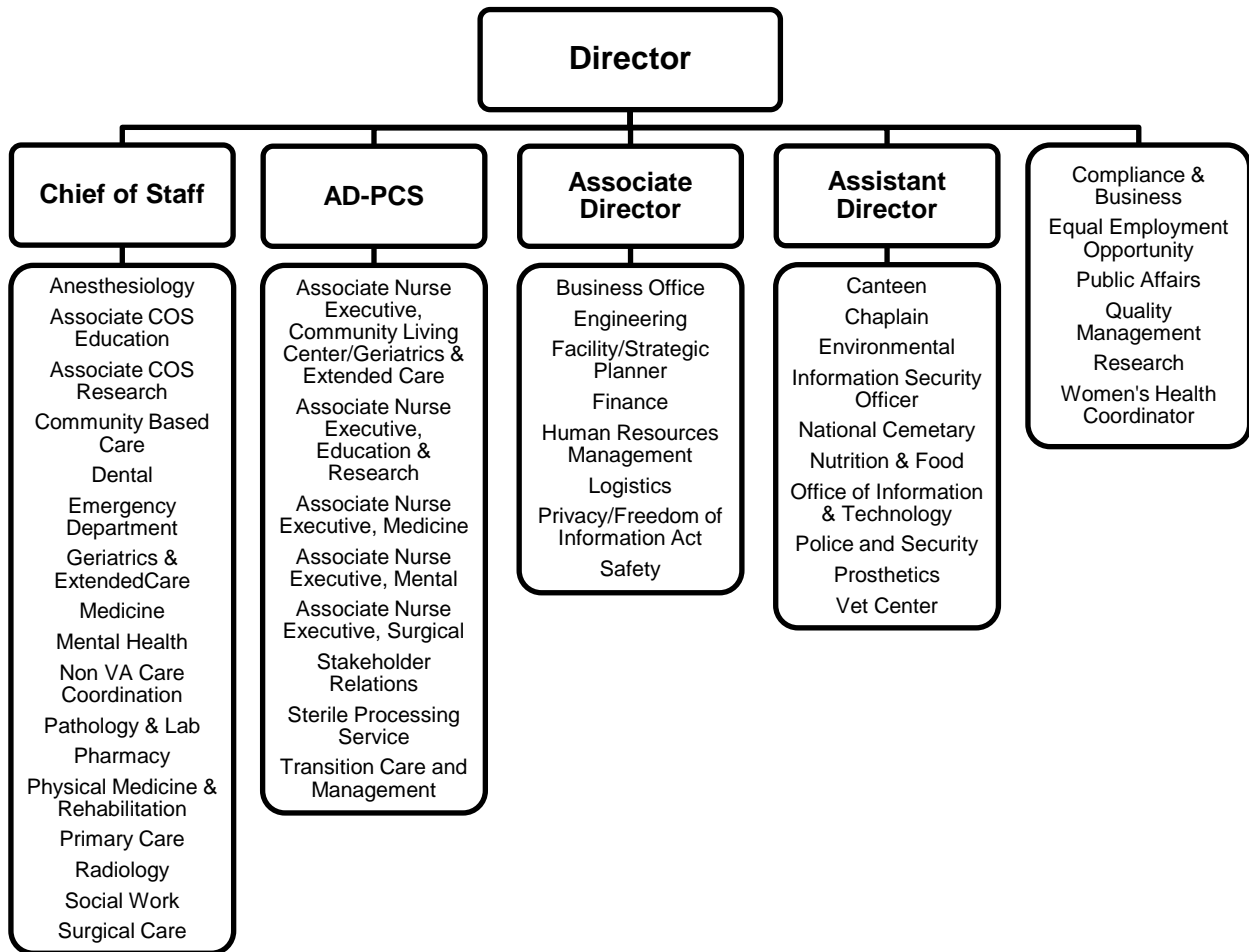 Director
Chief of Staff
Anesthesiology
Associate COS
Education
Associate COS
Research
Community Based
Care
Dental
Emergency
Department
Geriatrics &
ExtendedCare
Medicine
Mental Health
Non VA Care
Coordination
Pathology & Lab
Pharmacy
Physical Medicine &
Rehabilitation
Primary Care
Radiology
Social Work
Surgical Care
AD-PCS
Associate Nurse
Executive,
Community Living
Center/Geriatrics &
Extended Care
Associate Nurse
Executive,
Education &
Research
Associate Nurse
Executive, Medicine
Associate Nurse
Executive, Mental
Associate Nurse
Executive, Surgical
Stakeholder
Relations
Sterile Processing
Service
Transition Care and
Management
Associate
Director
Business Office
Engineering
Facility/Strategic
Planner
Finance
Human Resources
Management
Logistics
Privacy/Freedom of
Information Act
Safety
Assistant
Director
Canteen
Chaplain
Environmental
Information Security
Officer
National Cemetary
Nutrition & Food
Office of Information
& Technology
Police and Security
Prosthetics
Vet Center
Compliance &
Business
Equal Employment
Opportunity
Public Affairs
Quality
Management
Research
Women's Health
Coordinator